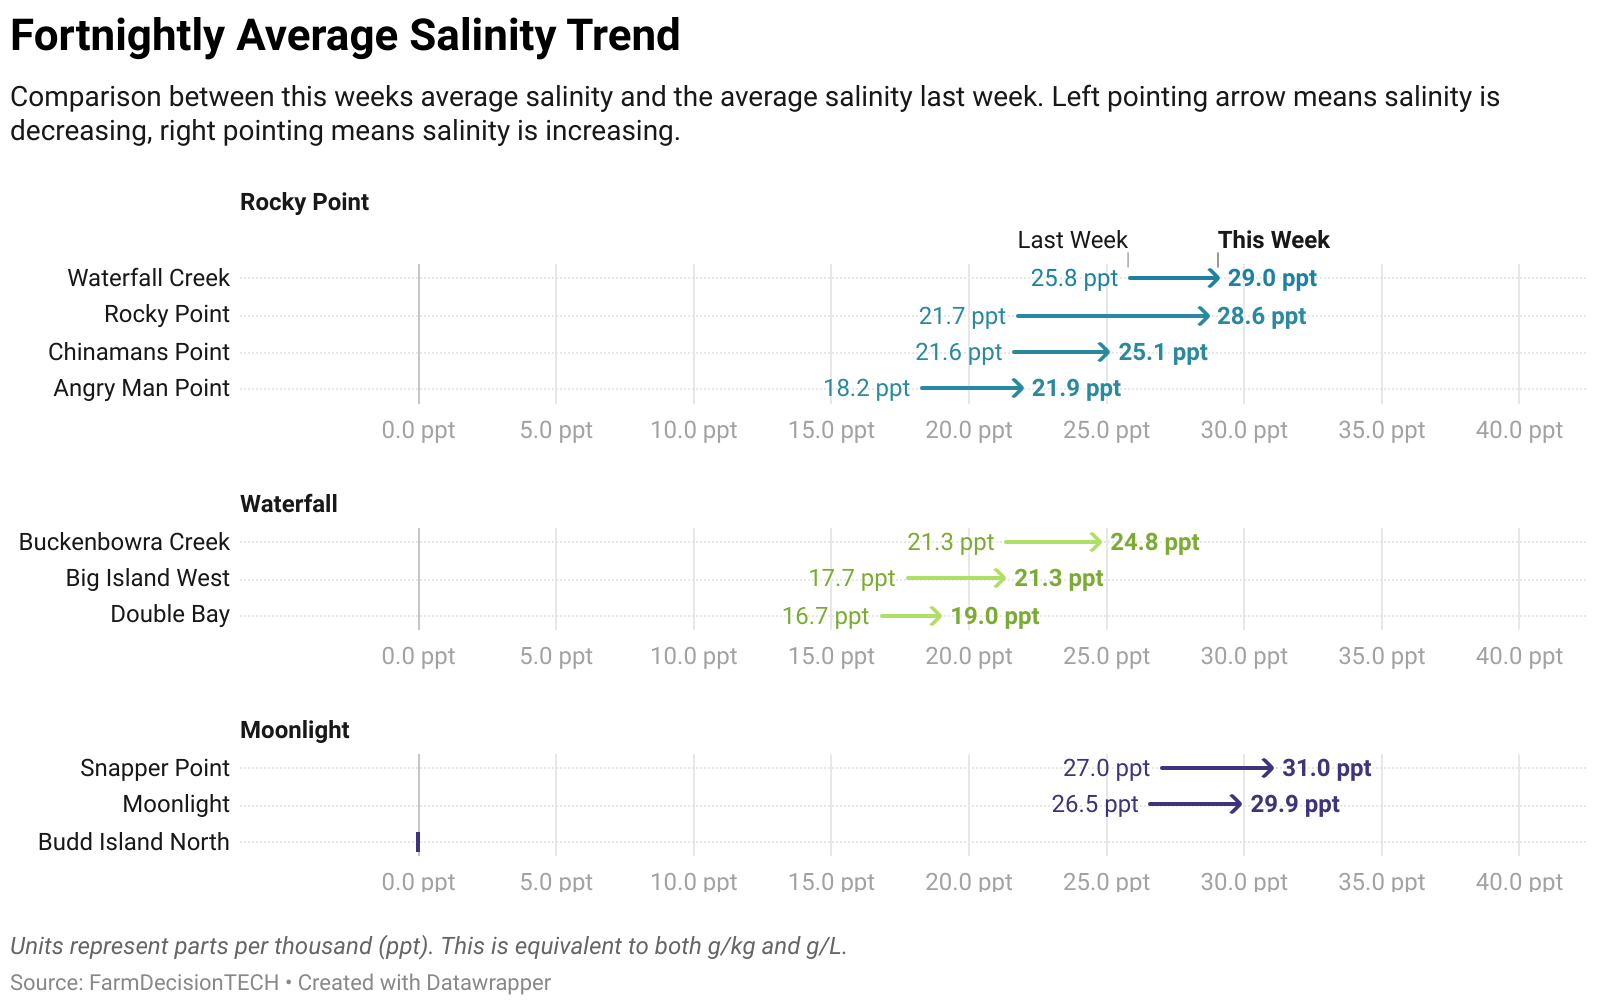 Fortnightly Average Salinity Trend
Comparison between this weeks average salinity and the average salinity last week. Left pointing arrow means salinity is
decreasing, right pointing means salinity is increasing.
Rocky Point
Last Week This Week
Waterfall Creek 25.8 ppt 29.0 ppt
Rocky Point 21.7 ppt 28.6 ppt
Chinamans Point 21.6 ppt 25.1 ppt
Angry Man Point 18.2 ppt 21.9 ppt
0.0 ppt 5.0 ppt 10.0 ppt 15.0 ppt 20.0 ppt 25.0 ppt 30.0 ppt 35.0 ppt 40.0 ppt
Waterfall
Buckenbowra Creek 21.3 ppt 24.8 ppt
Big Island West 17.7 ppt 21.3 ppt
Double Bay 16.7 ppt 19.0 ppt
0.0 ppt 5.0 ppt 10.0 ppt 15.0 ppt 20.0 ppt 25.0 ppt 30.0 ppt 35.0 ppt 40.0 ppt
Moonlight
Snapper Point 27.0 ppt 31.0 ppt
Moonlight 26.5 ppt 29.9 ppt
Budd Island North
0.0 ppt 5.0 ppt 10.0 ppt 15.0 ppt 20.0 ppt 25.0 ppt 30.0 ppt 35.0 ppt 40.0 ppt
Units represent parts per thousand (ppt). This is equivalent to both g/kg and g/L.
Source: FarmDecisionTECH • Created with Datawrapper